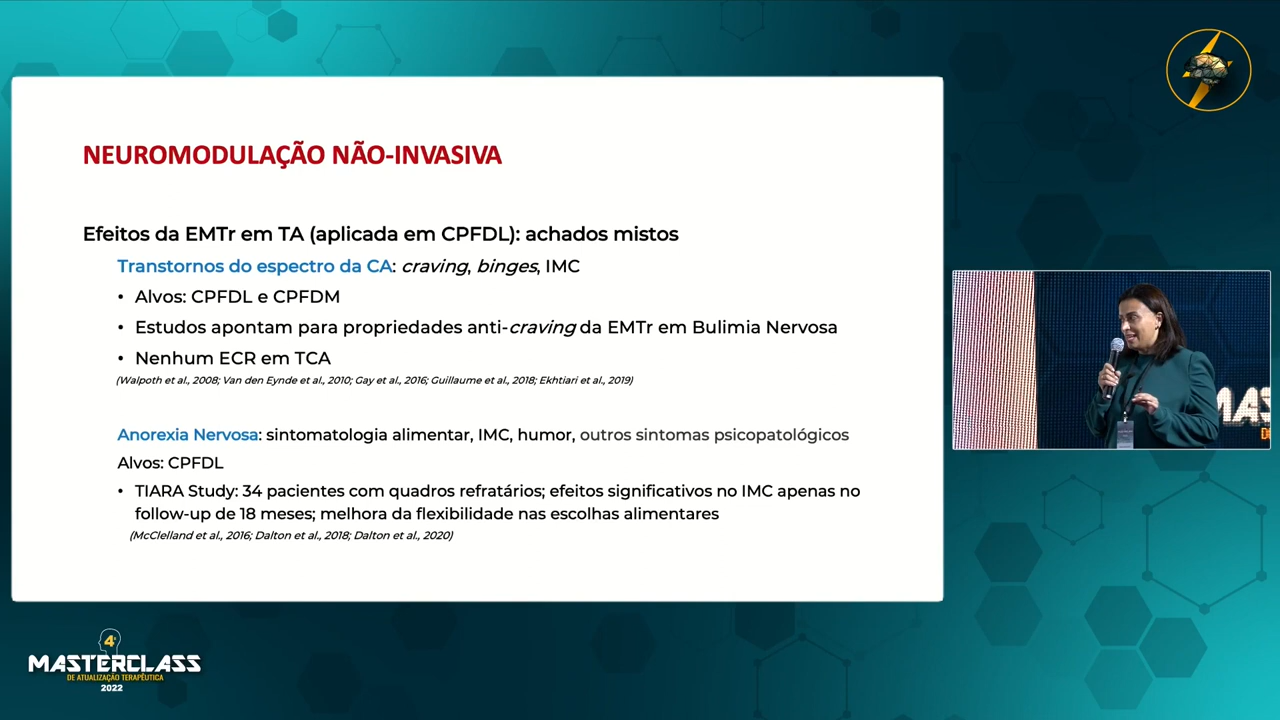 NEUROMODULAÇÃO NÃO-INVASIVA
Efeitos da EMTr em TA (aplicada em CPFDL): achados mistos
Transtornos do espectro da CA: craving, binges, IMC
• Alvos: CPFDL e CPFDM
• Estudos apontam para propriedades anti-craving da EMTr em Bulimia Nervosa
• Nenhum ECR em TCA
(Walpoth et al., 2008; Van den Eynde et al., 2010; Gay et al., 2016; Guillaume et al., 2018; Ekhtiari et al., 2019)
Anorexia Nervosa: sintomatologia alimentar, IMC, humor, outros sintomas psicopatológicos
Alvos: CPFDL
• TIARA Study: 34 pacientes com quadros refratários; efeitos significativos no IMC apenas no
follow-up de 18 meses; melhora da flexibilidade nas escolhas alimentares
(McClelland et al., 2016; Dalton et al., 2018; Dalton et al., 2020)
MAS
4ª
MASTERCLASS
DE ATUALIZAÇÃO TERAPÊUTICA
2022